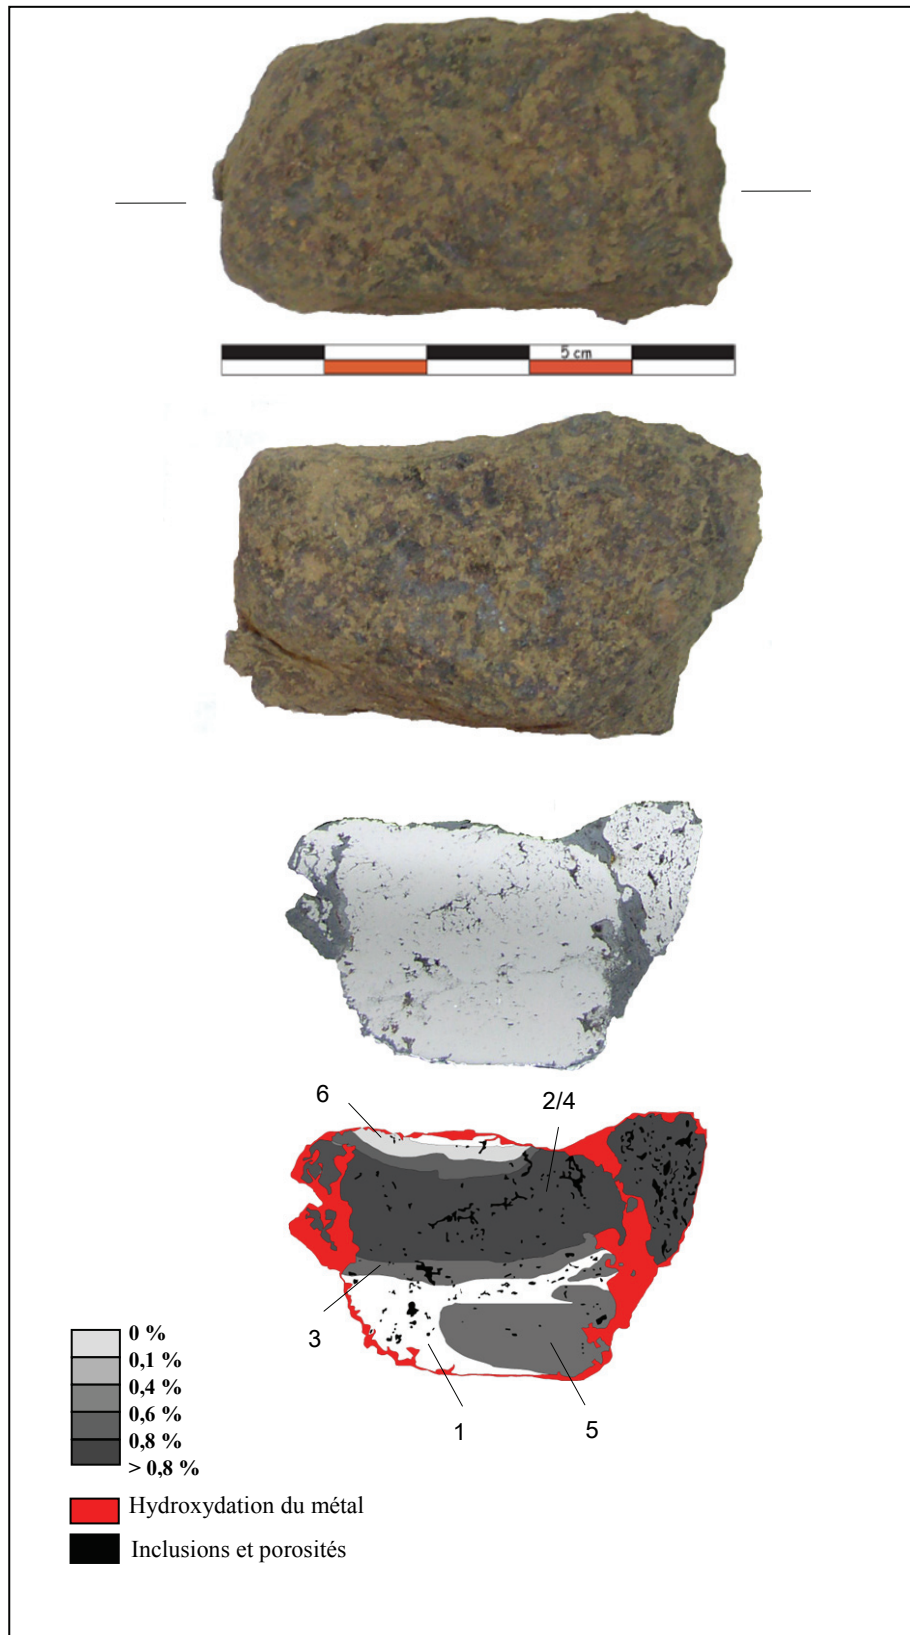 5 cm
6
2/4
3
1
5
0 %
0,1 %
0,4 %
0,6 %
0,8 %
> 0,8 %
Hydroxydation du métal
Inclusions et porosités